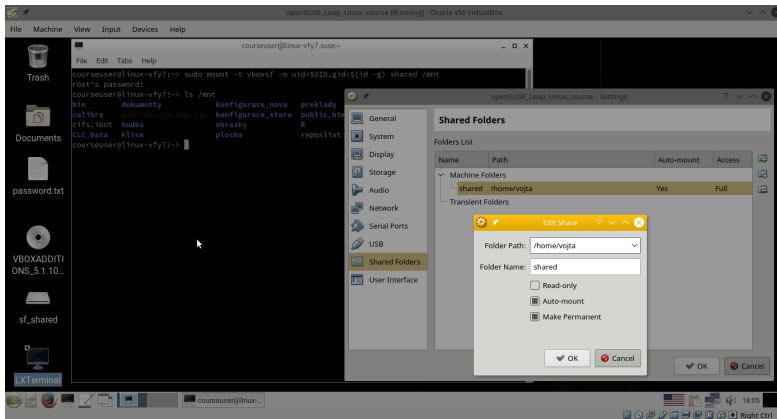 openSUSE_Leap_Linux_course [Running] - Oracle VM VirtualBox
File Machine View Input Devices Help
Trash
Documents
password.txt
VBOXADDITI
ONS_5.1.10...
sf_shared
LXTerminal
courseuser@linux-vfy7.suse:~
File Edit Tabs Help
courseuser@linux-vfy7:~> sudo mount -t vboxsf -o uid=$UID,gid=$(id -g) shared /mnt
root's password:
courseuser@linux-vfy7:~> ls /mnt
bin dokumenty konfigurace_nova preklady
calibre konfigurace_stara public_htm
cifs.ibot hudba obrazky R
CLC_Data klice plocha reposlist
courseuser@linux-vfy7:~>
openSUSE_Leap_Linux_course - Settings
General
System
Display
Storage
Audio
Network
Serial Ports
USB
Shared Folders
User Interface
Shared Folders
Folders List
Name Path Auto-mount Access
Machine Folders
shared /home/vojta Yes Full
Transient Folders
Edit Share
Folder Path: /home/vojta
Folder Name: shared
Read-only
Auto-mount
Make Permanent
OK Cancel
OK Cancel
courseuser@linux-...
18:05
Right Ctrl